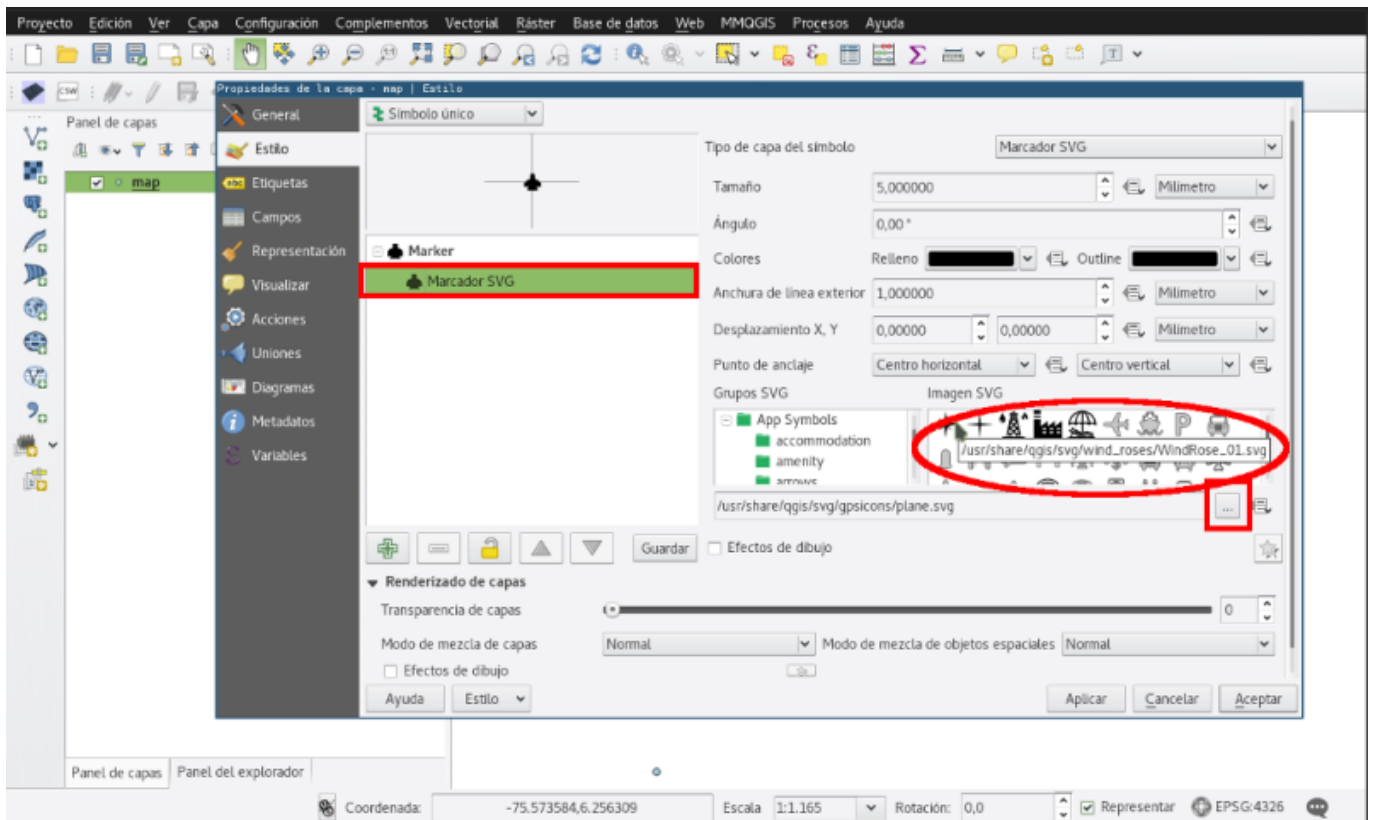 Proyecto Edición Ver Capa Configuración Complementos Vectorial Ráster Base de datos Web MMQGIS Procesos Ayuda
CSW
Propiedades de la capa - map | Estilo
Panel de capas
map
General
Estilo
abc Etiquetas
Campos
Representación
Visualizar
Acciones
Uniones
Diagramas
Metadatos
Variables
Símbolo único
Marker
Marcador SVG
Guardar
Tipo de capa del símbolo Marcador SVG
Tamaño 5,000000 Milímetro
Ángulo 0,00 °
Colores Relleno Outline
Anchura de línea exterior 1,000000 Milímetro
Desplazamiento X, Y 0,00000 0,00000 Milímetro
Punto de anclaje Centro horizontal Centro vertical
Grupos SVG Imagen SVG
App Symbols
accommodation
amenity
arrows
P
/usr/share/qgis/svg/wind_roses/WindRose_01.svg
/usr/share/qgis/svg/gpsicons/plane.svg ...
Efectos de dibujo
Renderizado de capas
Transparencia de capas 0
Modo de mezcla de capas Normal Modo de mezcla de objetos espaciales Normal
Efectos de dibujo
Ayuda Estilo Aplicar Cancelar Aceptar
Panel de capas Panel del explorador
Coordenada: -75.573584,6.256309 Escala 1:1.165 Rotación: 0,0 Representar EPSG:4326